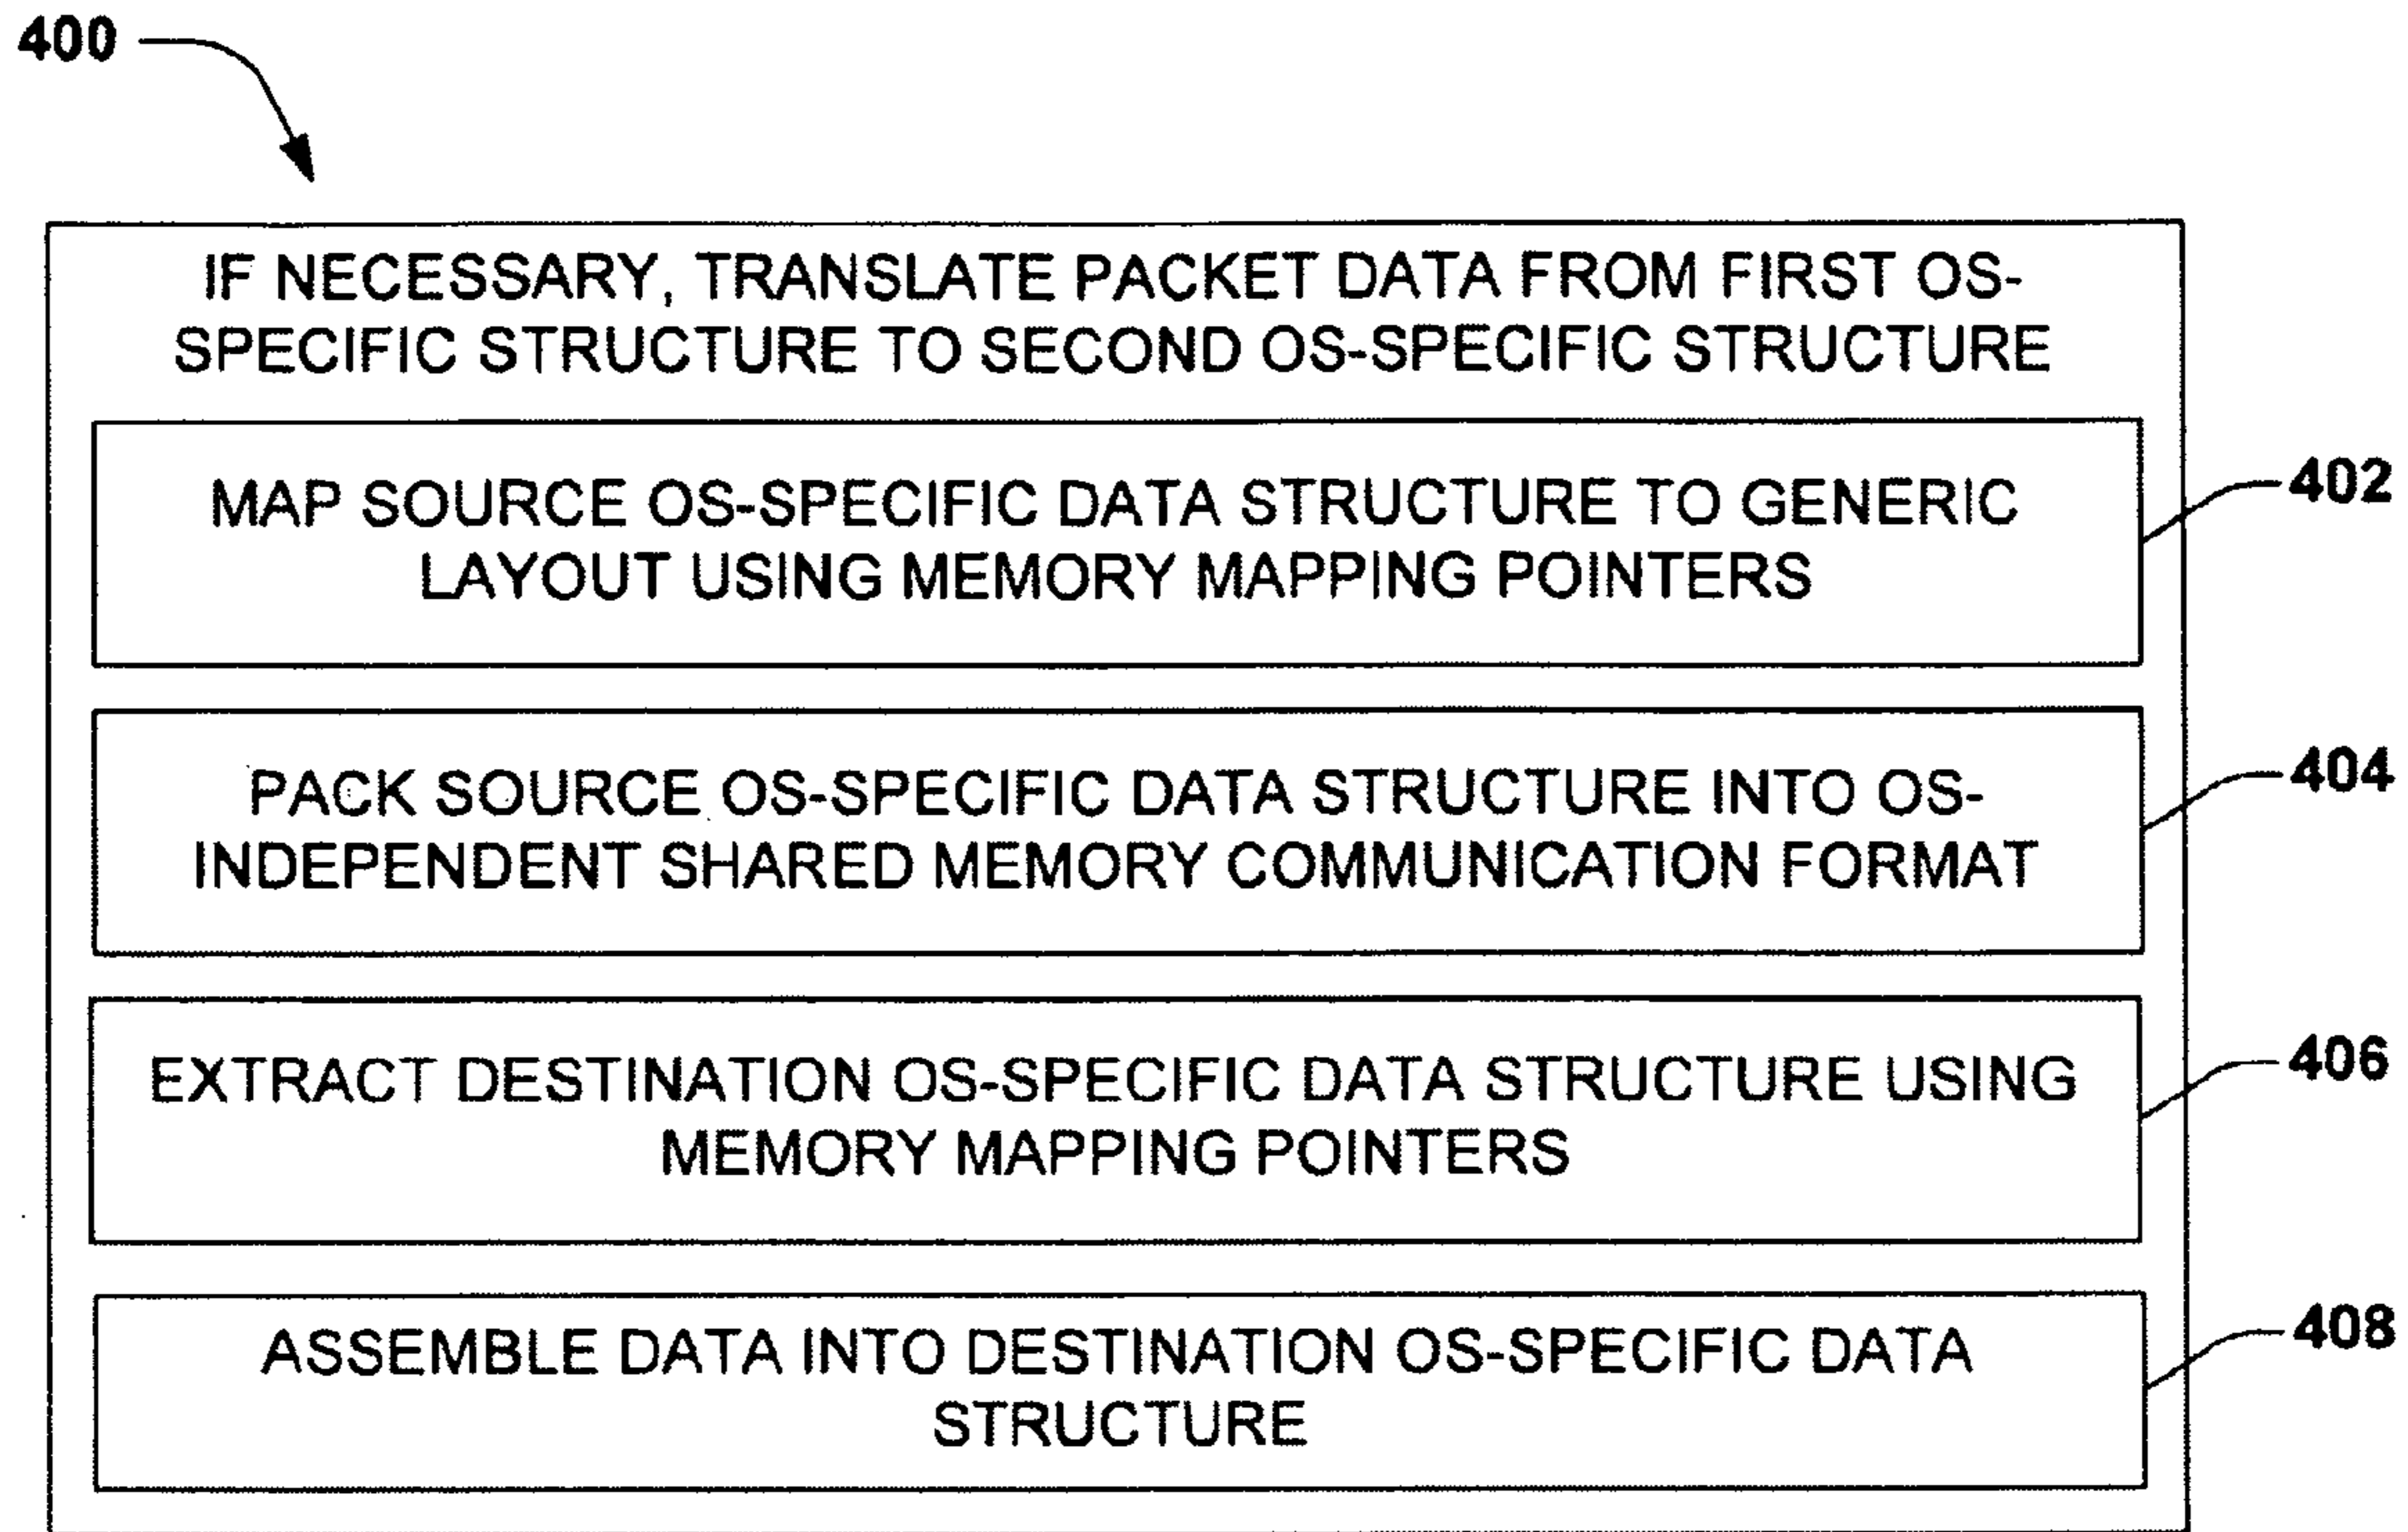 400
IF NECESSARY, TRANSLATE PACKET DATA FROM FIRST OS-
SPECIFIC STRUCTURE TO SECOND OS-SPECIFIC STRUCTURE
MAP SOURCE OS-SPECIFIC DATA STRUCTURE TO GENERIC
LAYOUT USING MEMORY MAPPING POINTERS
402
PACK SOURCE OS-SPECIFIC DATA STRUCTURE INTO OS-
INDEPENDENT SHARED MEMORY COMMUNICATION FORMAT
404
EXTRACT DESTINATION OS-SPECIFIC DATA STRUCTURE USING
MEMORY MAPPING POINTERS
406
ASSEMBLE DATA INTO DESTINATION OS-SPECIFIC DATA
STRUCTURE
408